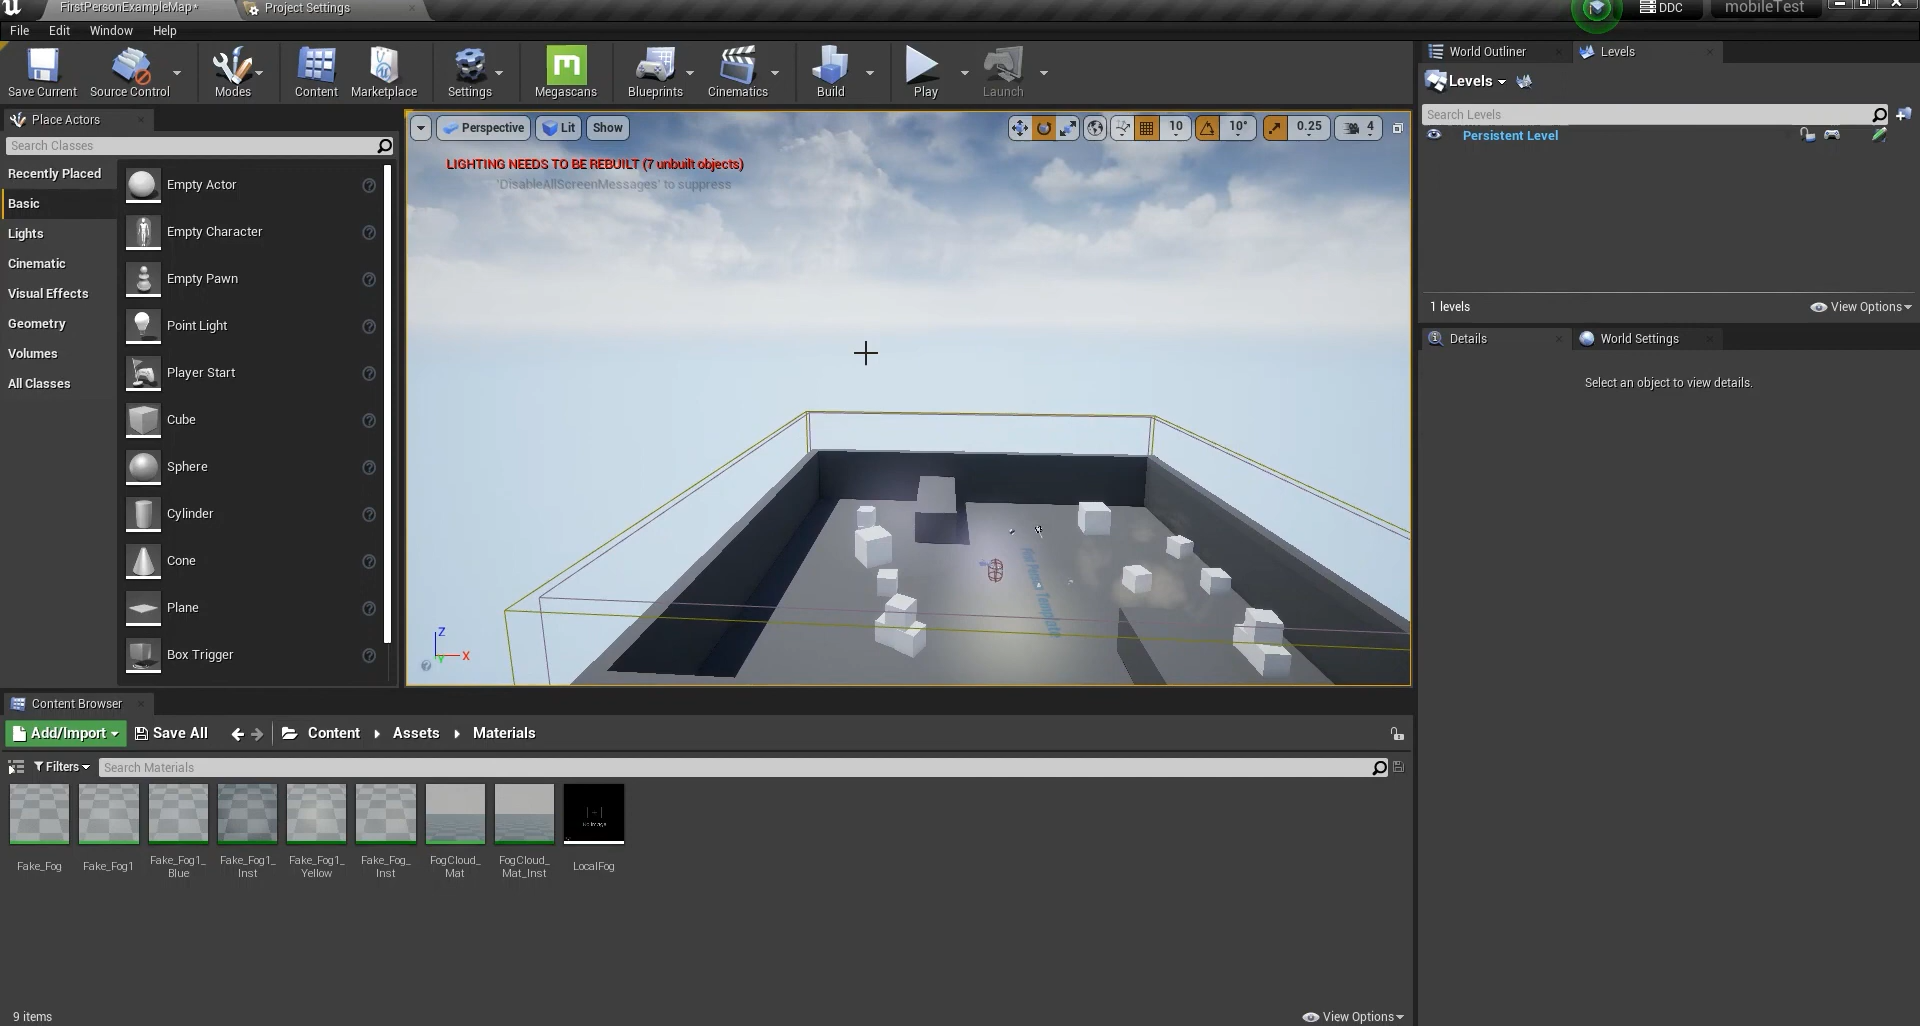 FirstPersonExampleMap*
Project Settings
DDC
mobileTest
File Edit Window Help
Save Current
Source Control
Modes
Content
Marketplace
Settings
Megascans
Blueprints
Cinematics
Build
Play
Launch
World Outliner
Levels
Levels
Search Levels
Persistent Level
1 levels
View Options
Place Actors
Search Classes
Recently Placed
Basic
Lights
Cinematic
Visual Effects
Geometry
Volumes
All Classes
Empty Actor
Empty Character
Empty Pawn
Point Light
Player Start
Cube
Sphere
Cylinder
Cone
Plane
Box Trigger
Perspective
Lit
Show
10
10°
0.25
4
LIGHTING NEEDS TO BE REBUILT (7 unbuilt objects)
'DisableAllScreenMessages' to suppress
First Person Template
Z
X
Y
Details
World Settings
Select an object to view details.
Content Browser
Add/Import
Save All
Content
Assets
Materials
Filters
Search Materials
Fake_Fog
Fake_Fog1
Fake_Fog1_
Blue
Fake_Fog1_
Inst
Fake_Fog1_
Yellow
Fake_Fog_
Inst
FogCloud_
Mat
FogCloud_
Mat_Inst
LocalFog
9 items
View Options